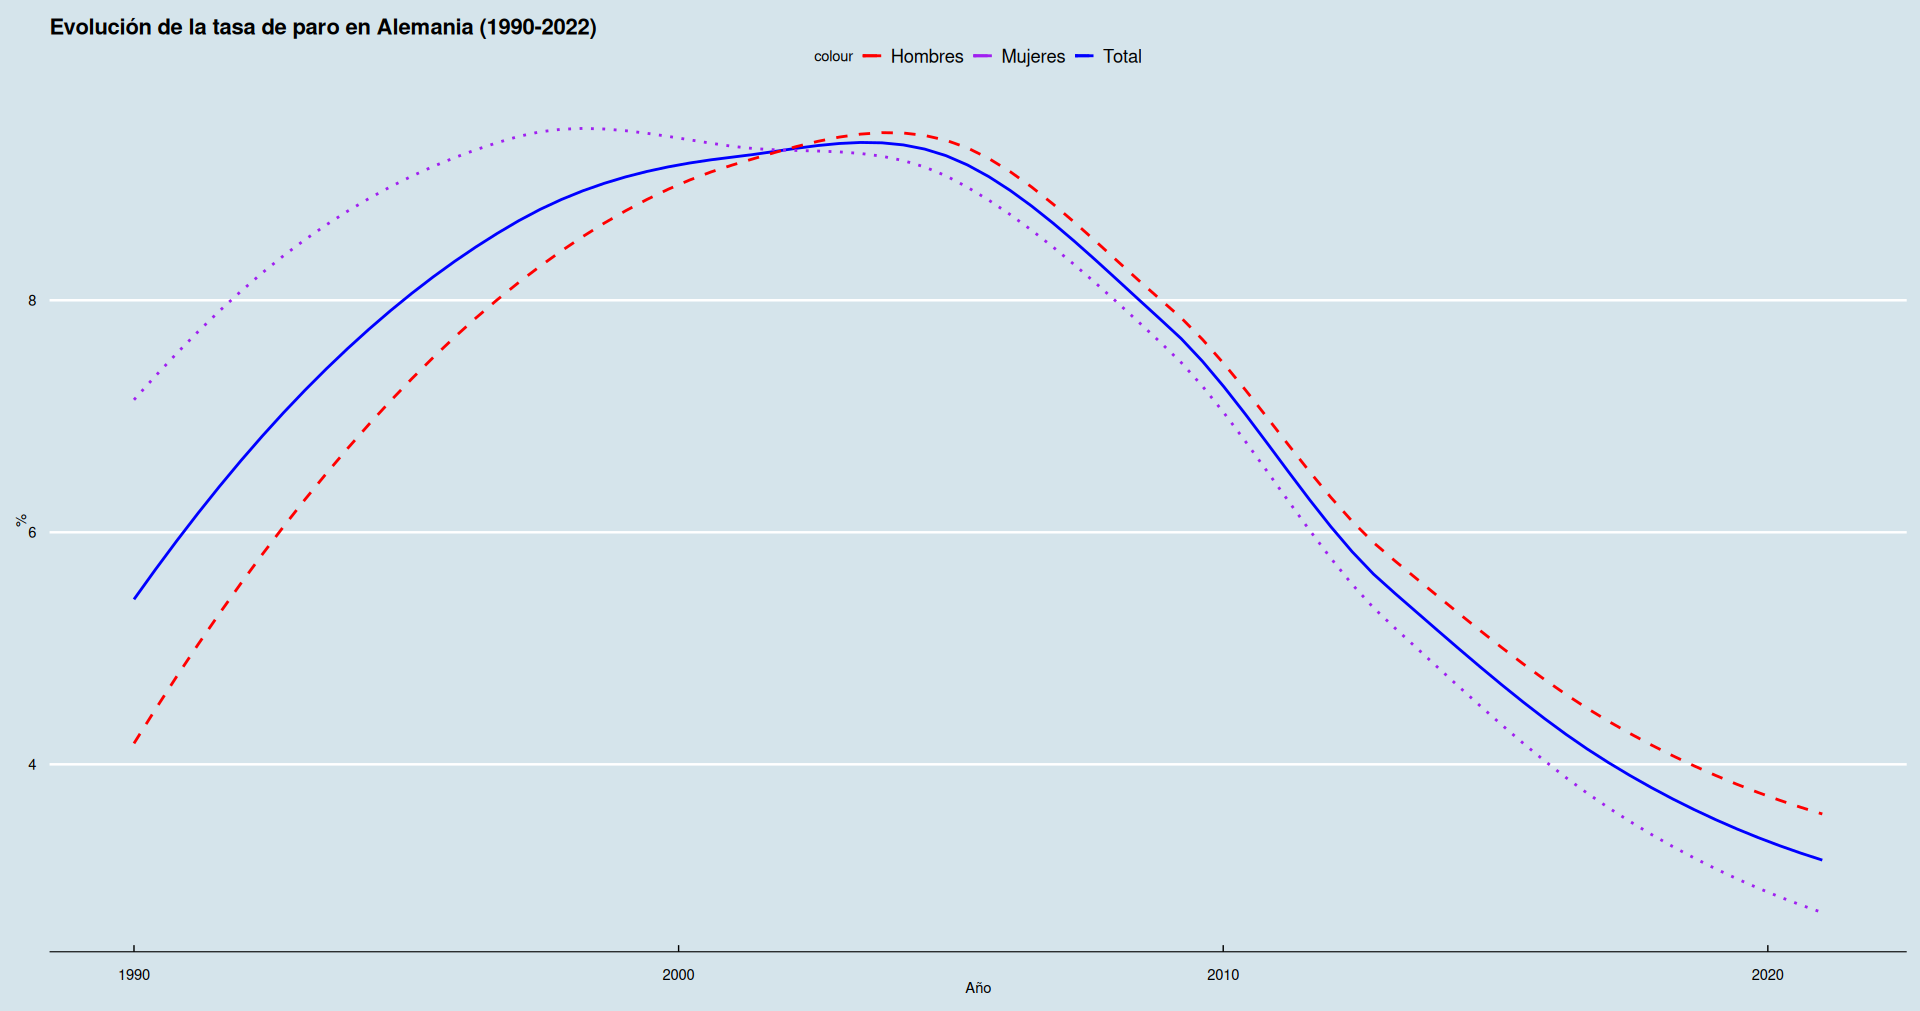 Evolución de la tasa de paro en Alemania (1990-2022)
colour Hombres Mujeres Total
8
6
4
%
1990 2000 2010 2020
Año